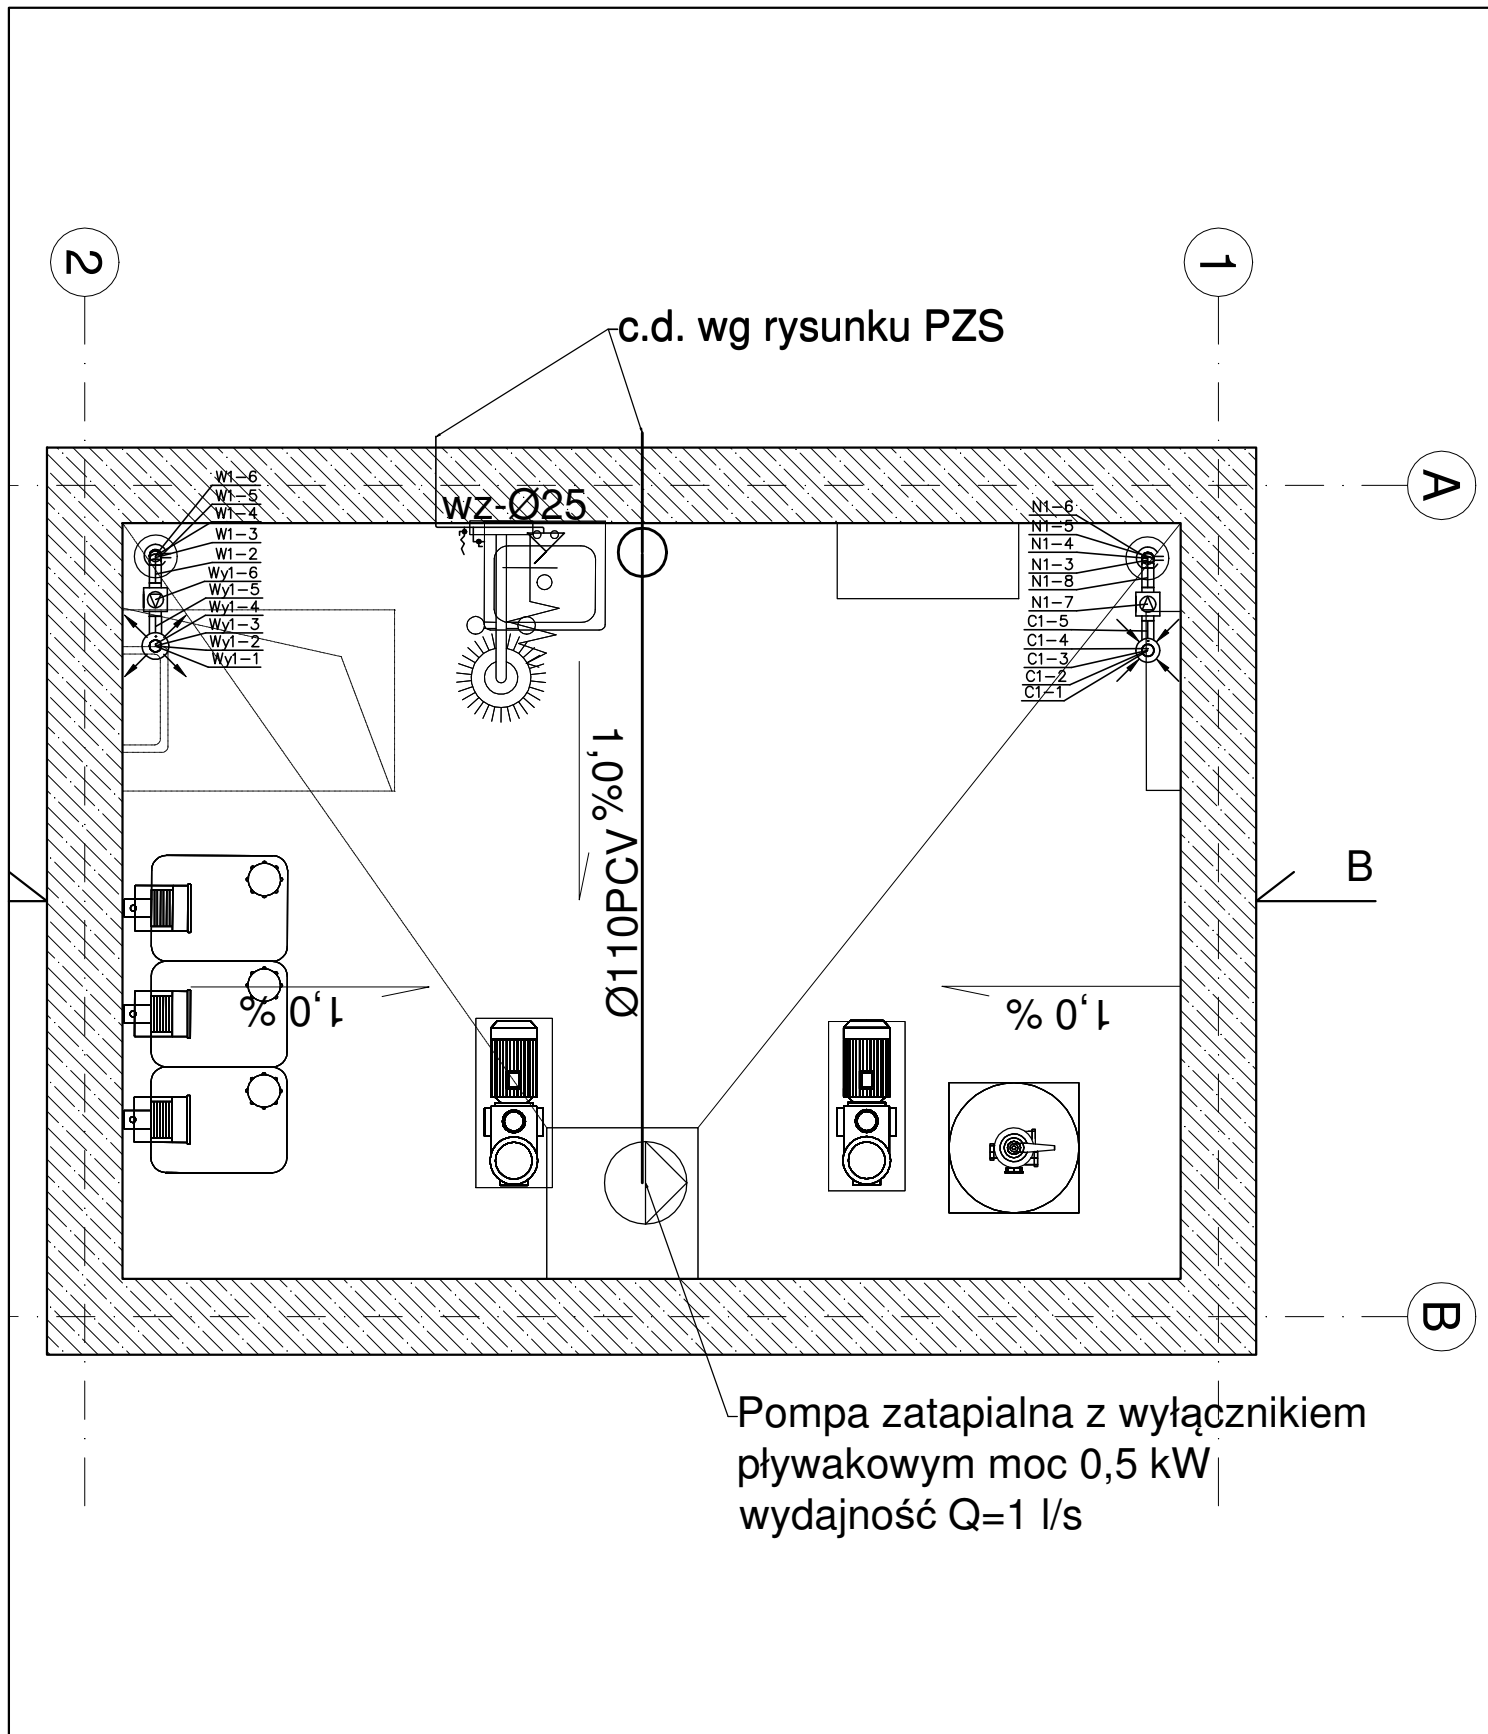 2
1
c.d. wg rysunku PZS
A
wz-Ø25
W1-6
W1-5
W1-4
W1-3
W1-2
Wy1-6
Wy1-5
Wy1-4
Wy1-3
Wy1-2
Wy1-1
N1-6
N1-5
N1-4
N1-3
N1-8
N1-7
C1-5
C1-4
C1-3
C1-2
C1-1
1,0%
Ø110PCV
B
1,0 %
1,0 %
B
Pompa zatapialna z wyłącznikiem
pływakowym moc 0,5 kW
wydajność Q=1 l/s